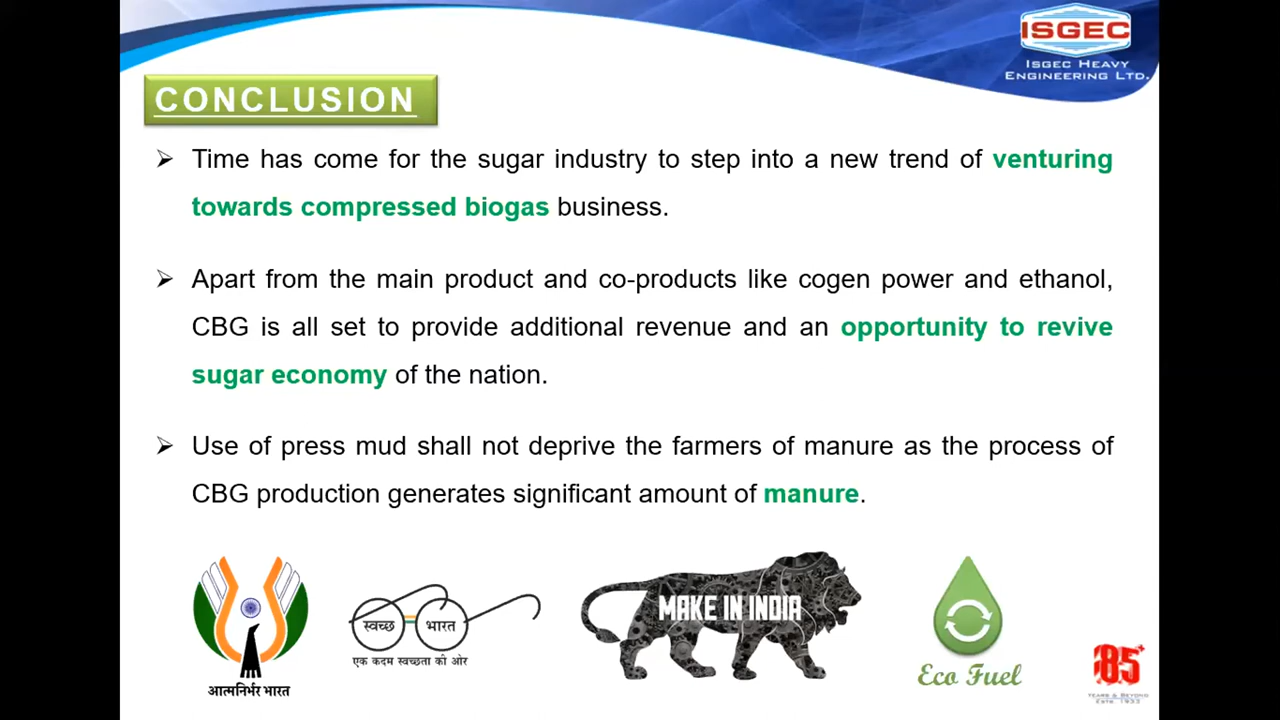 ISGEC
ISGEC HEAVY
ENGINEERING LTD.
CONCLUSION
➢ Time has come for the sugar industry to step into a new trend of venturing
towards compressed biogas business.
➢ Apart from the main product and co-products like cogen power and ethanol,
CBG is all set to provide additional revenue and an opportunity to revive
sugar economy of the nation.
➢ Use of press mud shall not deprive the farmers of manure as the process of
CBG production generates significant amount of manure.
आत्मनिर्भर भारत
स्वच्छ भारत
एक कदम स्वच्छता की ओर
MAKE IN INDIA
Eco Fuel
85+
YEARS & BEYOND
ESTB. 1933